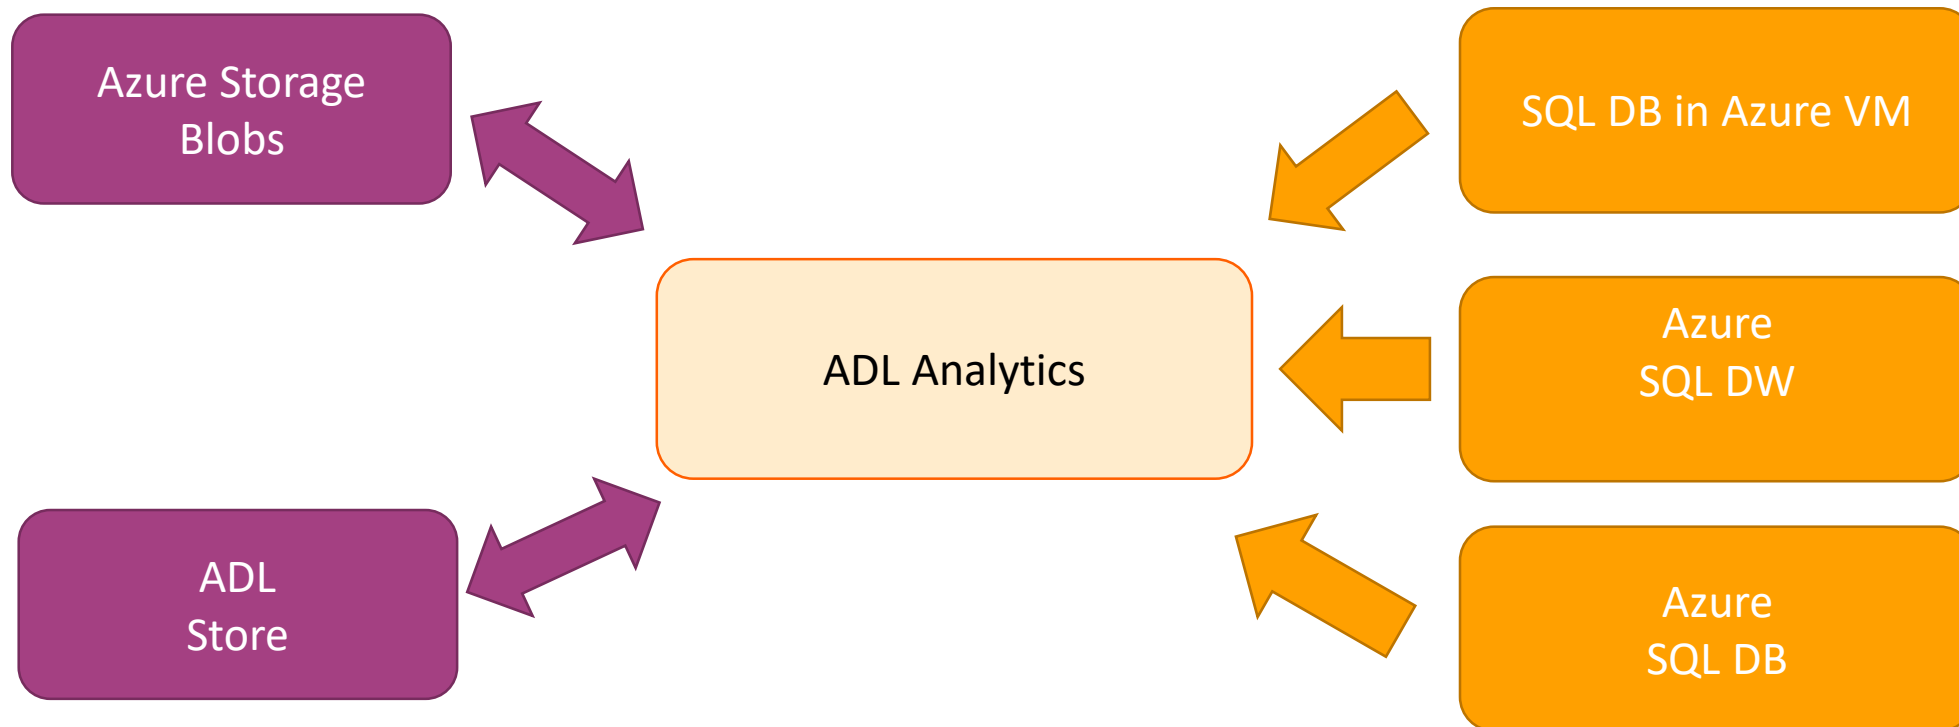 Azure Storage
Blobs
SQL DB in Azure VM
ADL Analytics
Azure
SQL DW
ADL
Store
Azure
SQL DB